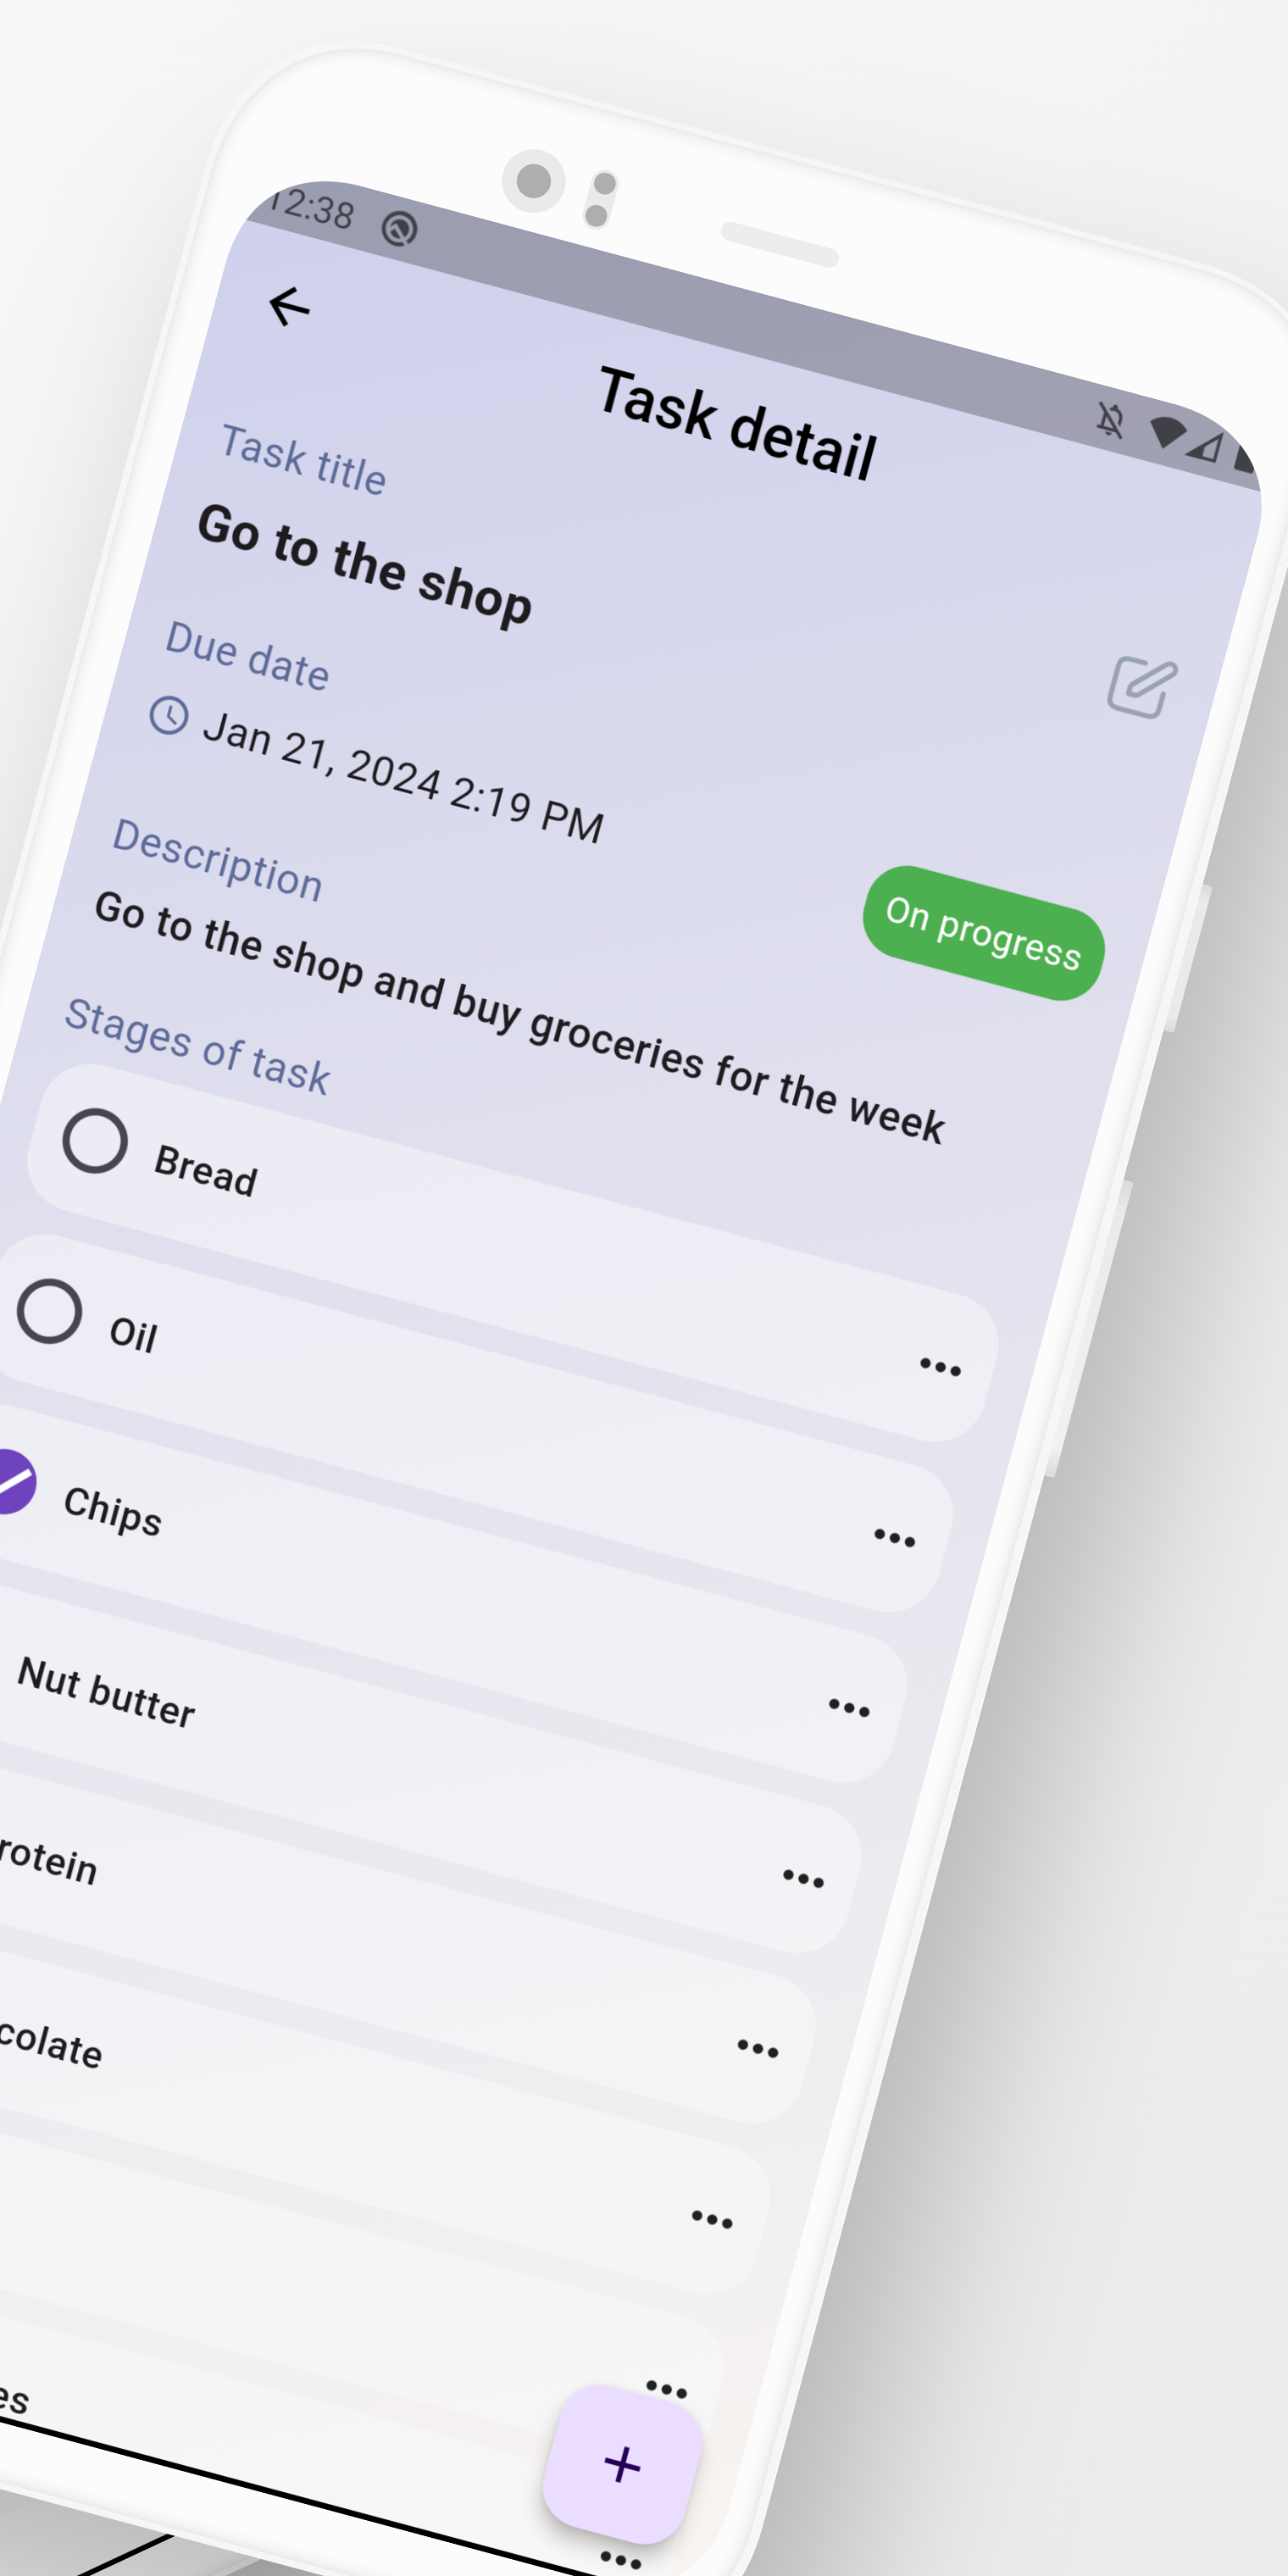 12:38
Task detail
Task title
Go to the shop
Due date
Jan 21, 2024 2:19 PM
On progress
Description
Go to the shop and buy groceries for the week
Stages of task
Bread
Oil
Chips
Nut butter
rotein
colate
es